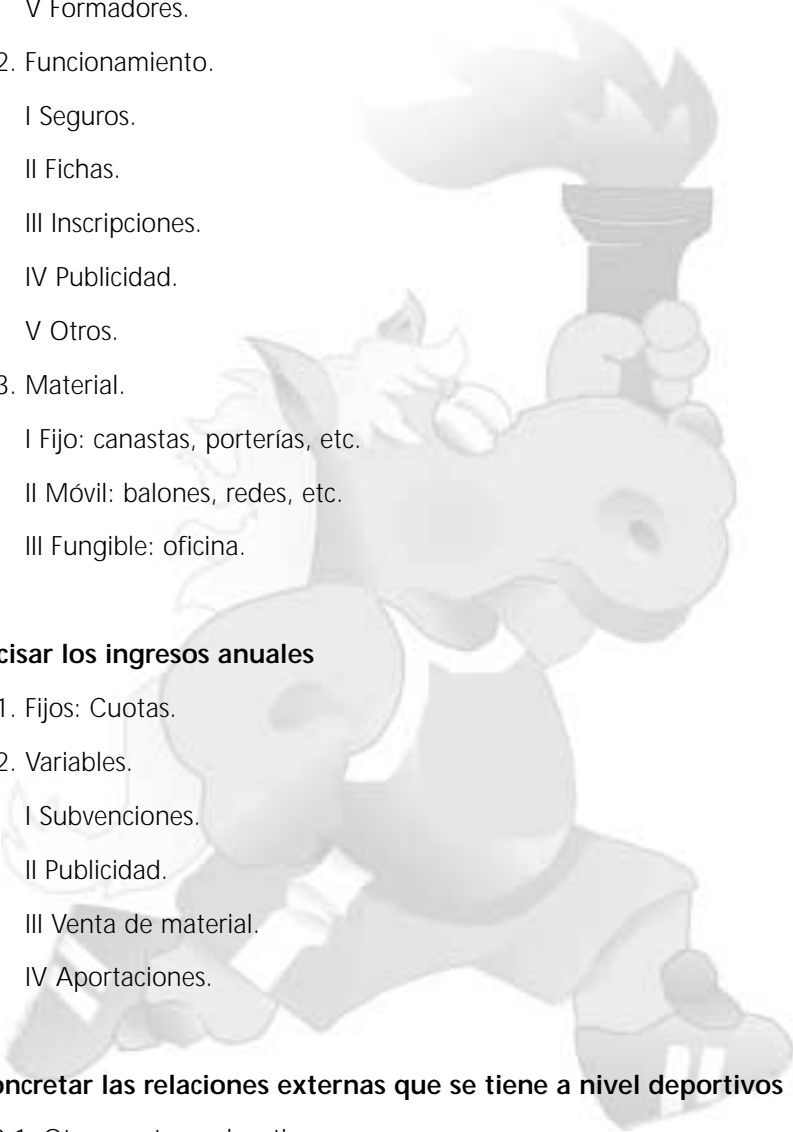 V Formadores.
2. Funcionamiento.
I Seguros.
II Fichas.
III Inscripciones.
IV Publicidad.
V Otros.
3. Material.
I Fijo: canastas, porterías, etc.
II Móvil: balones, redes, etc.
III Fungible: oficina.
cisar los ingresos anuales
1. Fijos: Cuotas.
2. Variables.
I Subvenciones.
II Publicidad.
III Venta de material.
IV Aportaciones.
oncretar las relaciones externas que se tiene a nivel deportivos